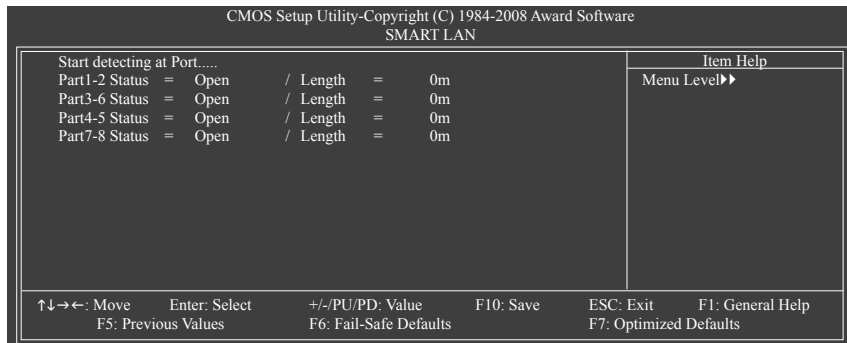 CMOS Setup Utility-Copyright (C) 1984-2008 Award Software
SMART LAN
Start detecting at Port.....
Part1-2 Status = Open / Length = 0m
Part3-6 Status = Open / Length = 0m
Part4-5 Status = Open / Length = 0m
Part7-8 Status = Open / Length = 0m
Item Help
Menu Level▶▶
↑↓→←: Move Enter: Select +/-/PU/PD: Value F10: Save ESC: Exit F1: General Help
F5: Previous Values F6: Fail-Safe Defaults F7: Optimized Defaults